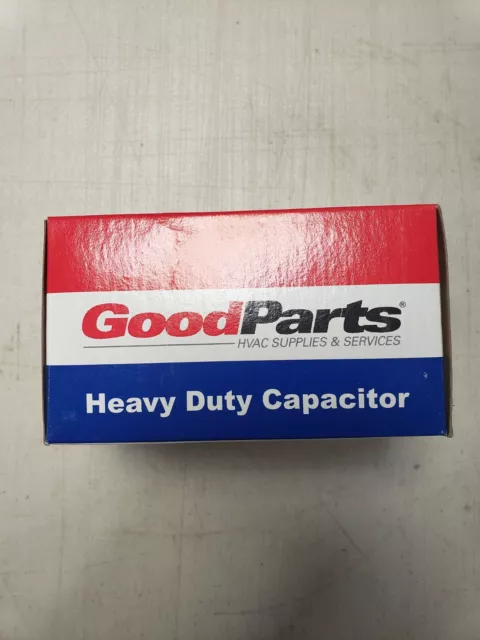 GoodParts®
HVAC SUPPLIES & SERVICES
Heavy Duty Capacitor